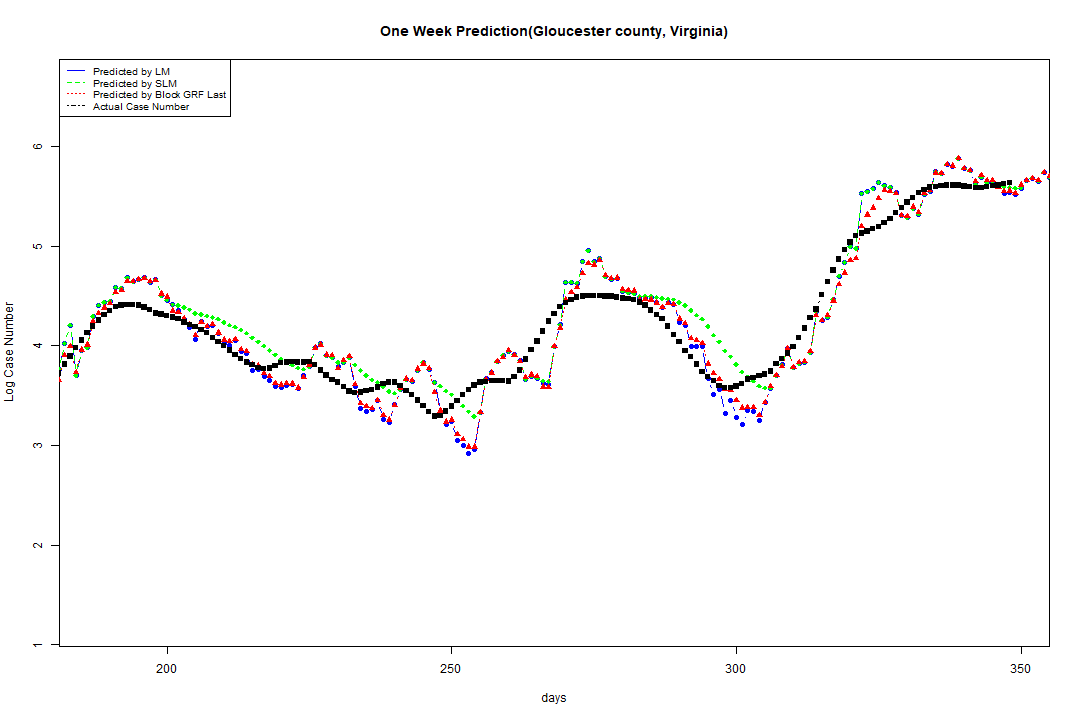 One Week Prediction(Gloucester county, Virginia)
Predicted by LM
Predicted by SLM
Predicted by Block GRF Last
Actual Case Number
6
5
4
3
2
1
Log Case Number
200 250 300 350
days